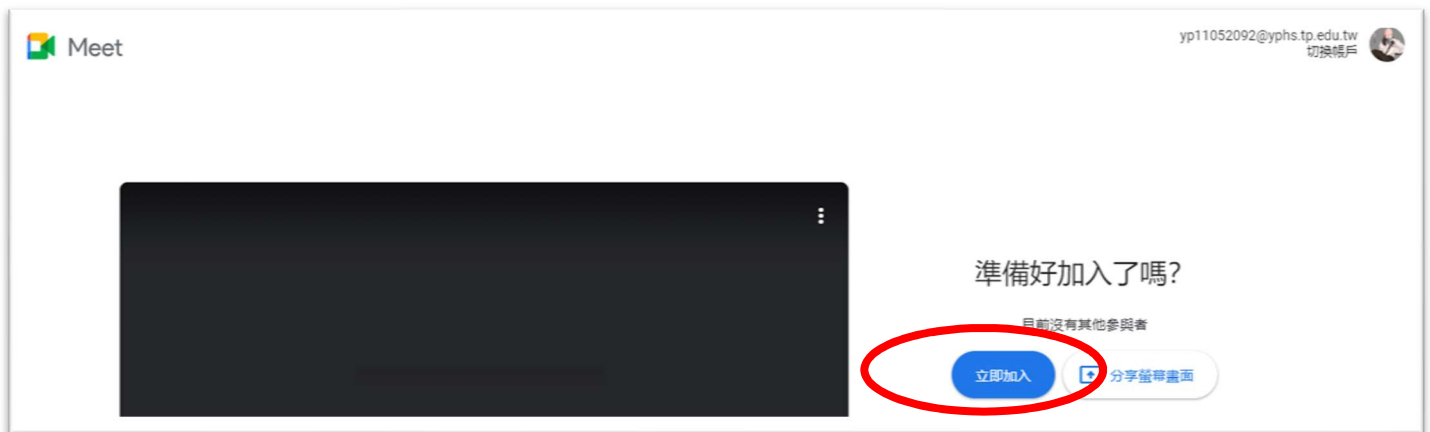 Meet
yp11052092@yphs.tp.edu.tw
切換帳戶
準備好加入了嗎?
目前沒有其他參與者
立即加入
分享螢幕畫面